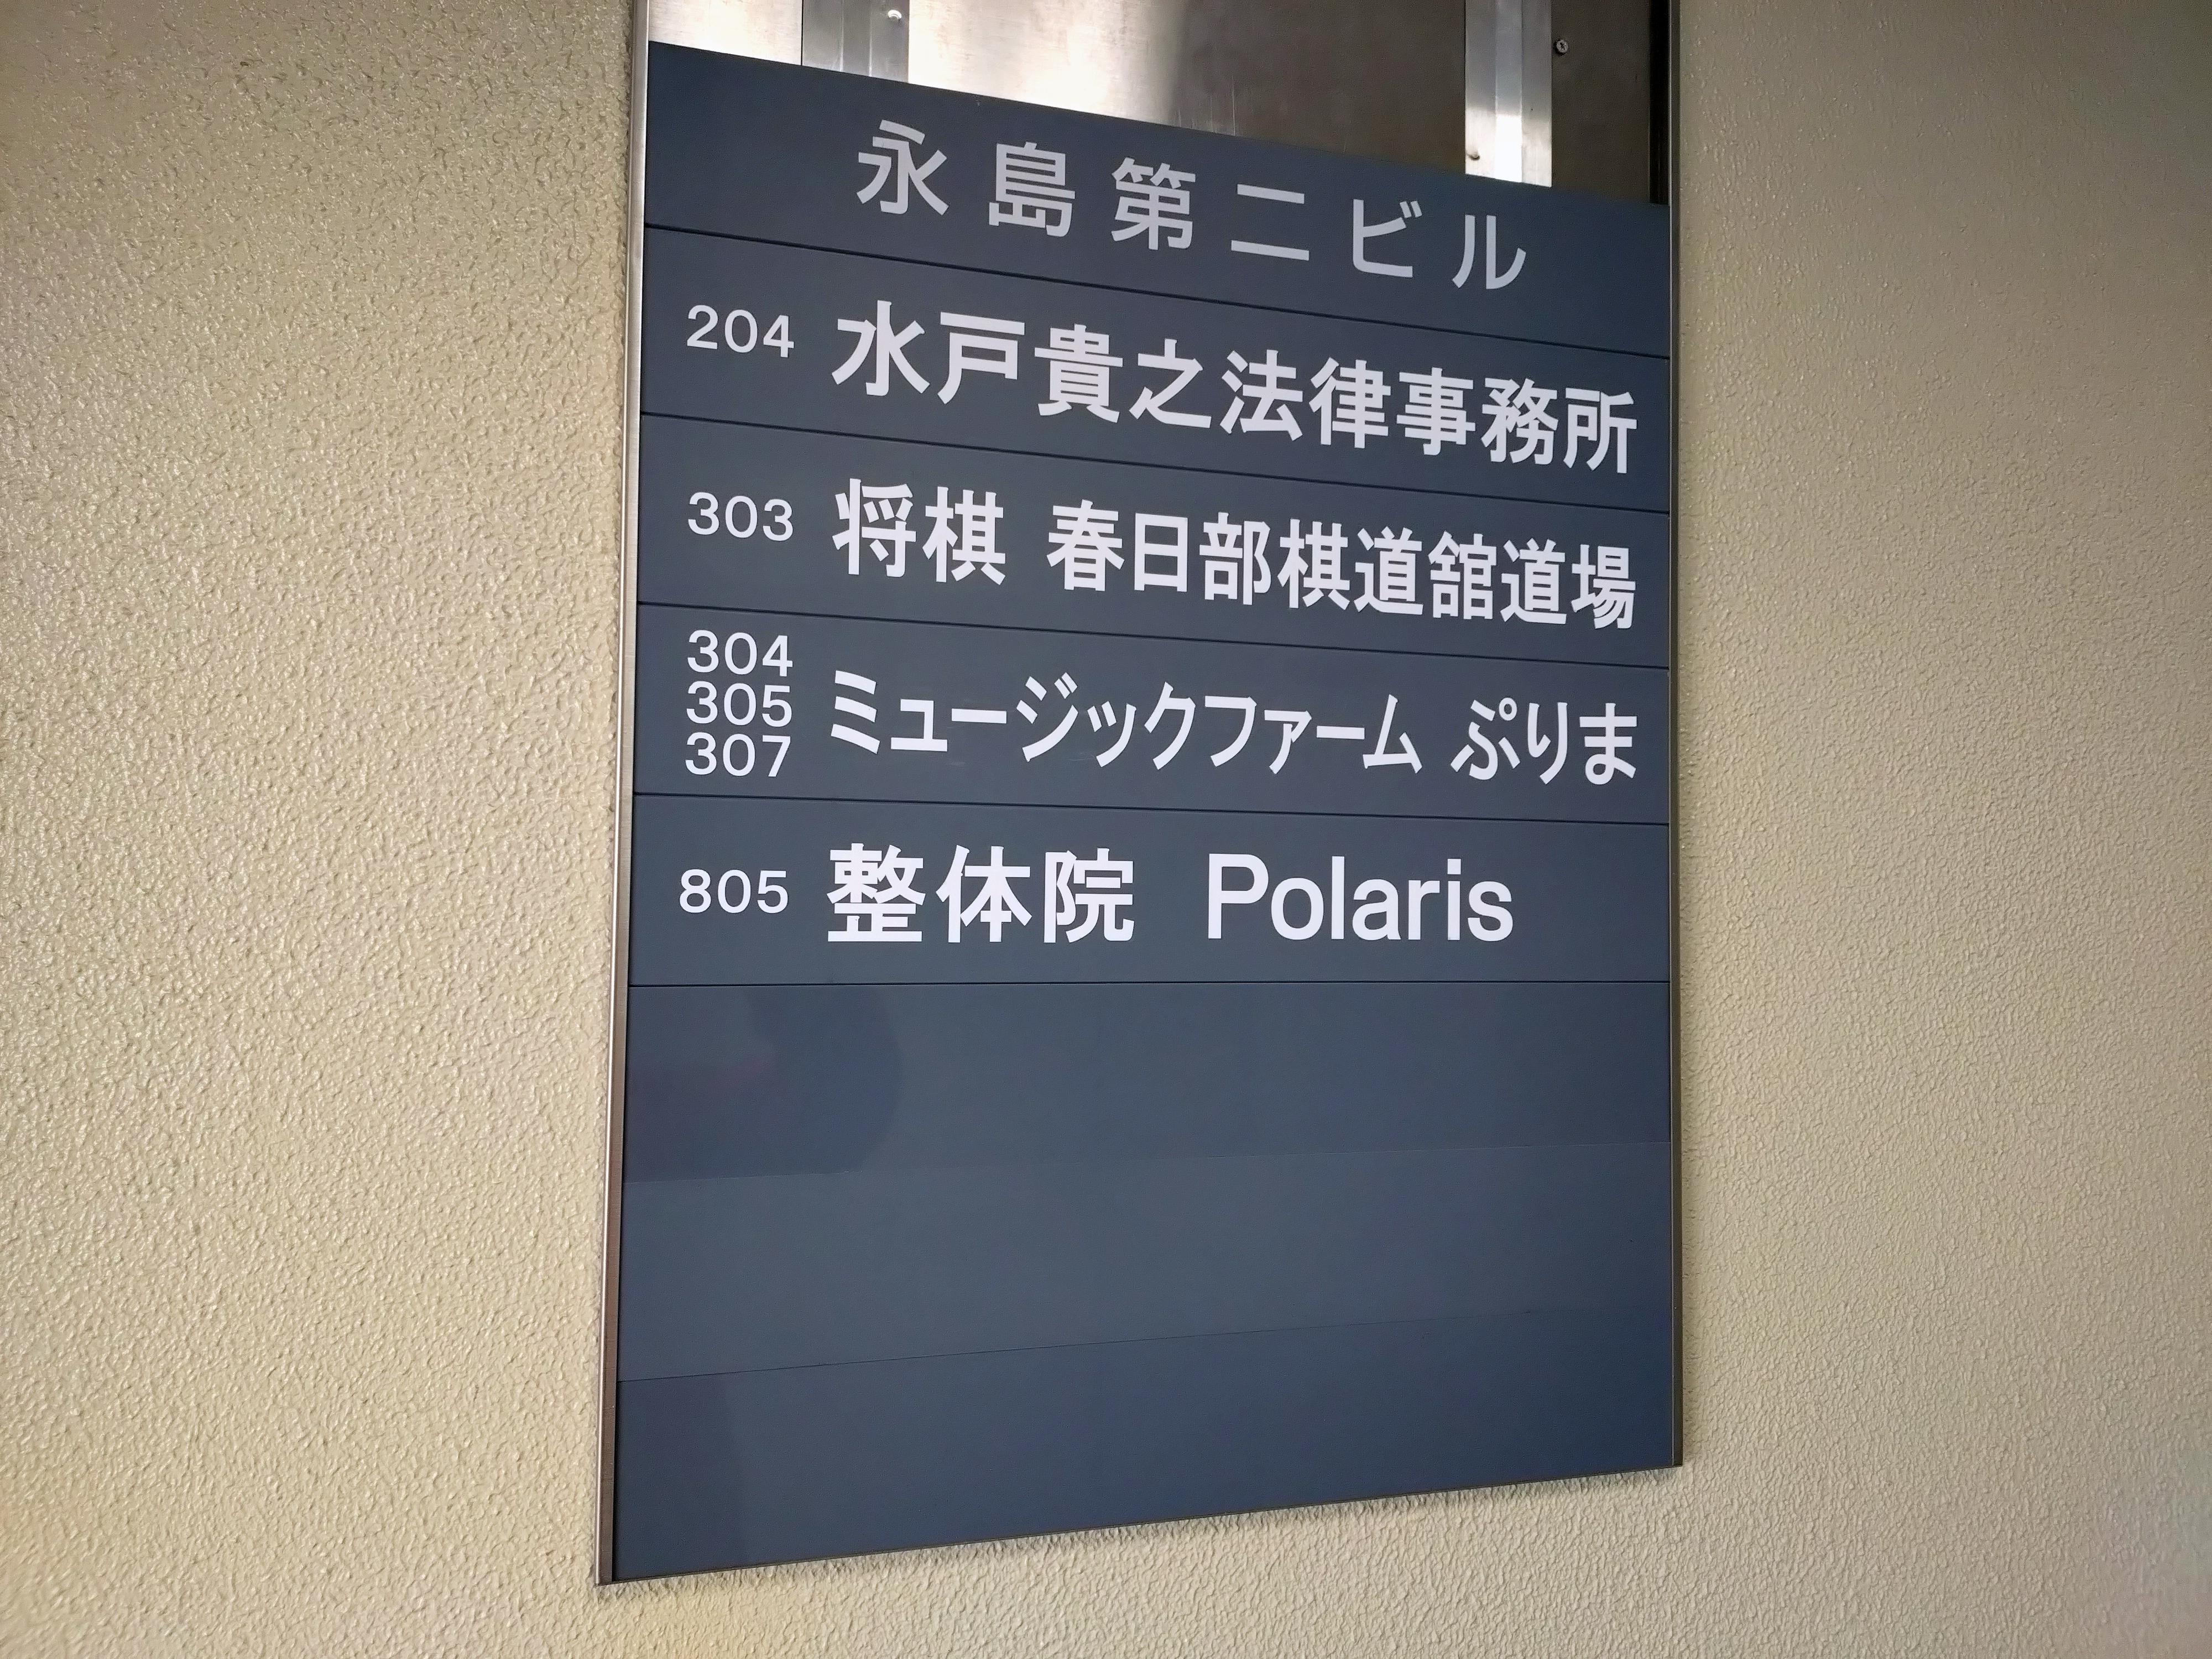 永島第二ビル
204 水戸貴之法律事務所
303 将棋 春日部棋道舘道場
304
305
307
ミュージックファーム ぷりま
805 整体院 Polaris